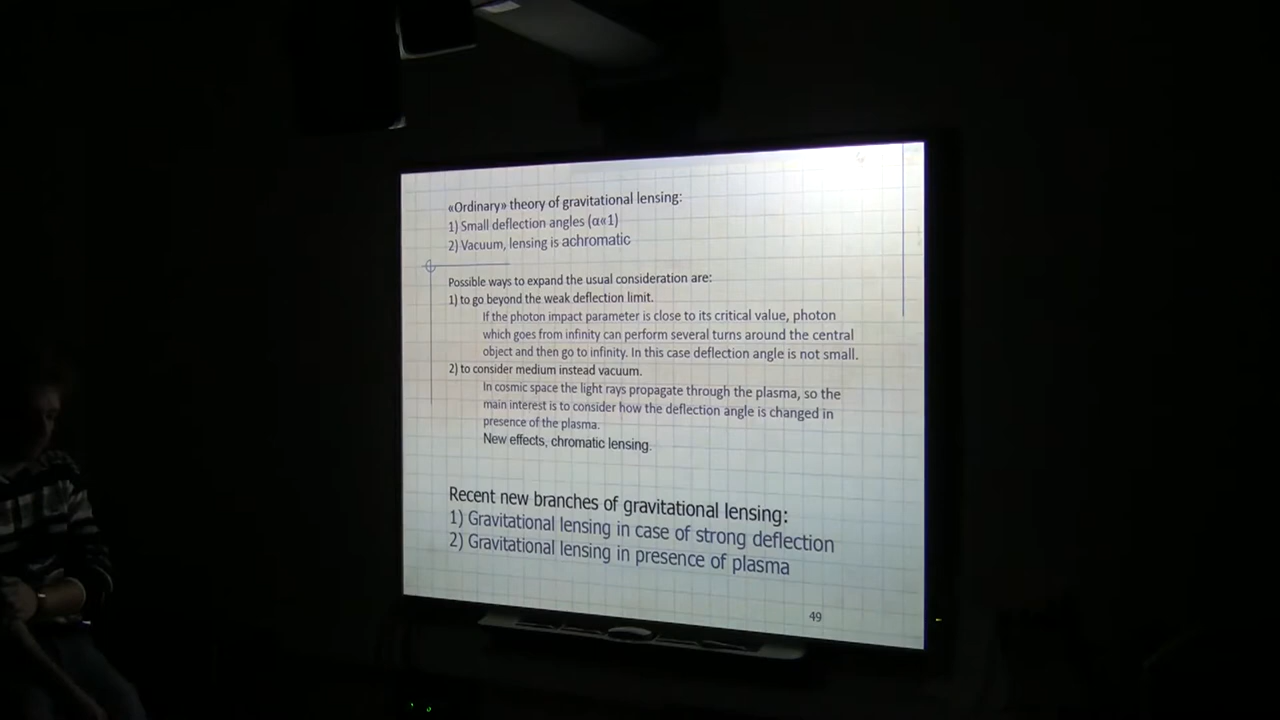 «Ordinary» theory of gravitational lensing:
1) Small deflection angles (α«1)
2) Vacuum, lensing is achromatic
Possible ways to expand the usual consideration are:
1) to go beyond the weak deflection limit.
If the photon impact parameter is close to its critical value, photon
which goes from infinity can perform several turns around the central
object and then go to infinity. In this case deflection angle is not small.
2) to consider medium instead vacuum.
In cosmic space the light rays propagate through the plasma, so the
main interest is to consider how the deflection angle is changed in
presence of the plasma.
New effects, chromatic lensing.
Recent new branches of gravitational lensing:
1) Gravitational lensing in case of strong deflection
2) Gravitational lensing in presence of plasma
49